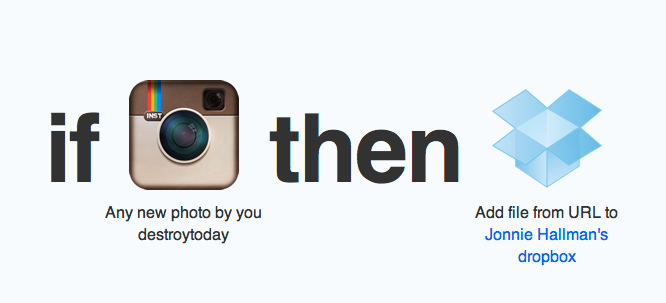 if then
INST
Any new photo by you
destroytoday
Add file from URL to
Jonnie Hallman's
dropbox